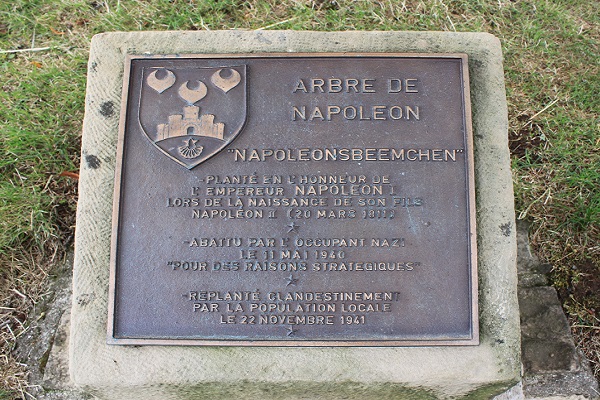 ARBRE DE
NAPOLEON
"NAPOLEONSBEEMCHEN"
PLANTÉ EN L'HONNEUR DE
L'EMPEREUR NAPOLEON I
LORS DE LA NAISSANCE DE SON FILS
NAPOLÉON II (20 MARS 1811)
ABATTU PAR L'OCCUPANT NAZI
LE 11 MAI 1940
"POUR DES RAISONS STRATEGIQUES"
REPLANTÉ CLANDESTINEMENT
PAR LA POPULATION LOCALE
LE 22 NOVEMBRE 1941